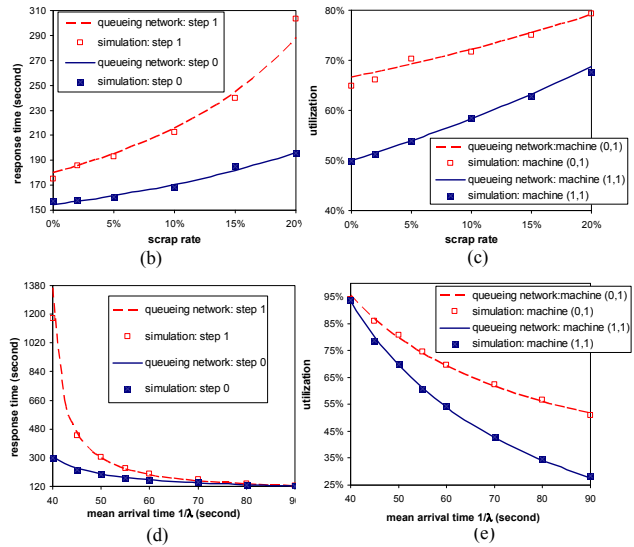 310
290
270
250
230
210
190
170
150
response time (second)
queueing network: step 1
simulation: step 1
queueing network: step 0
simulation: step 0
0%
5%
10%
15%
20%
scrap rate
(b)
80%
70%
60%
50%
40%
utilization
queueing network:machine (0,1)
simulation: machine (0,1)
queueing network: machine (1,1)
simulation: machine (1,1)
0%
5%
10%
15%
20%
scrap rate
(c)
1380
1200
1020
840
660
480
300
120
response time (second)
queueing network: step 1
simulation: step 1
queueing network: step 0
simulation: step 0
40
50
60
70
80
90
mean arrival time 1/λ (second)
(d)
95%
85%
75%
65%
55%
45%
35%
25%
utilization
queueing network:machine (0,1)
simulation: machine (0,1)
queueing network: machine (1,1)
simulation: machine (1,1)
40
50
60
70
80
90
mean arrival time 1/λ (second)
(e)